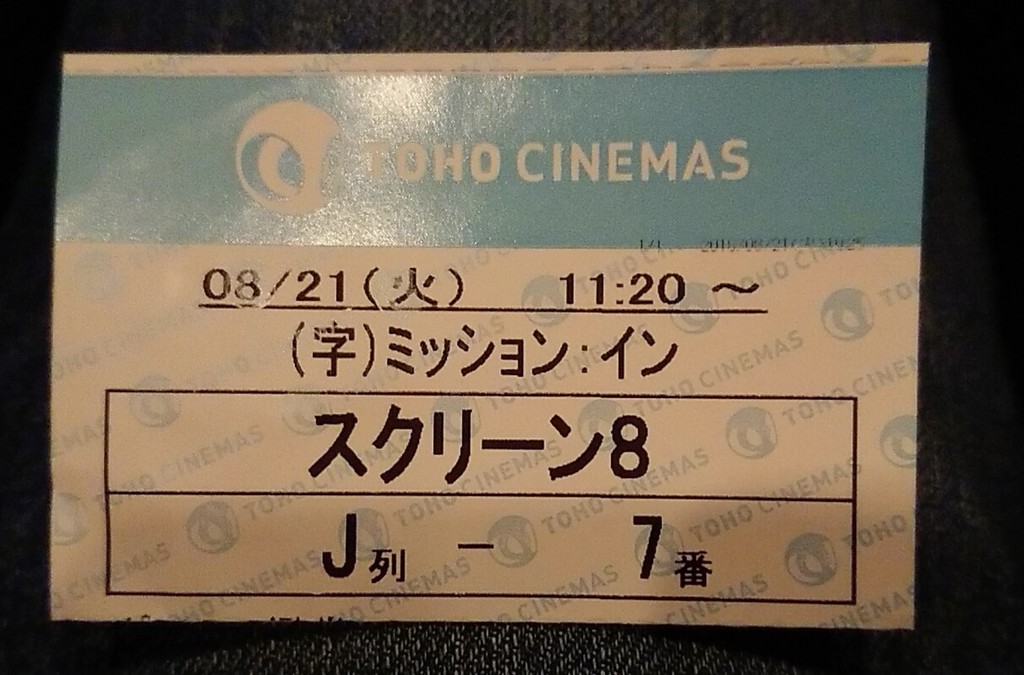 TOHO CINEMAS
08/21(火) 11:20 ～
(字)ミッション:イン
スクリーン8
J列 － 7番